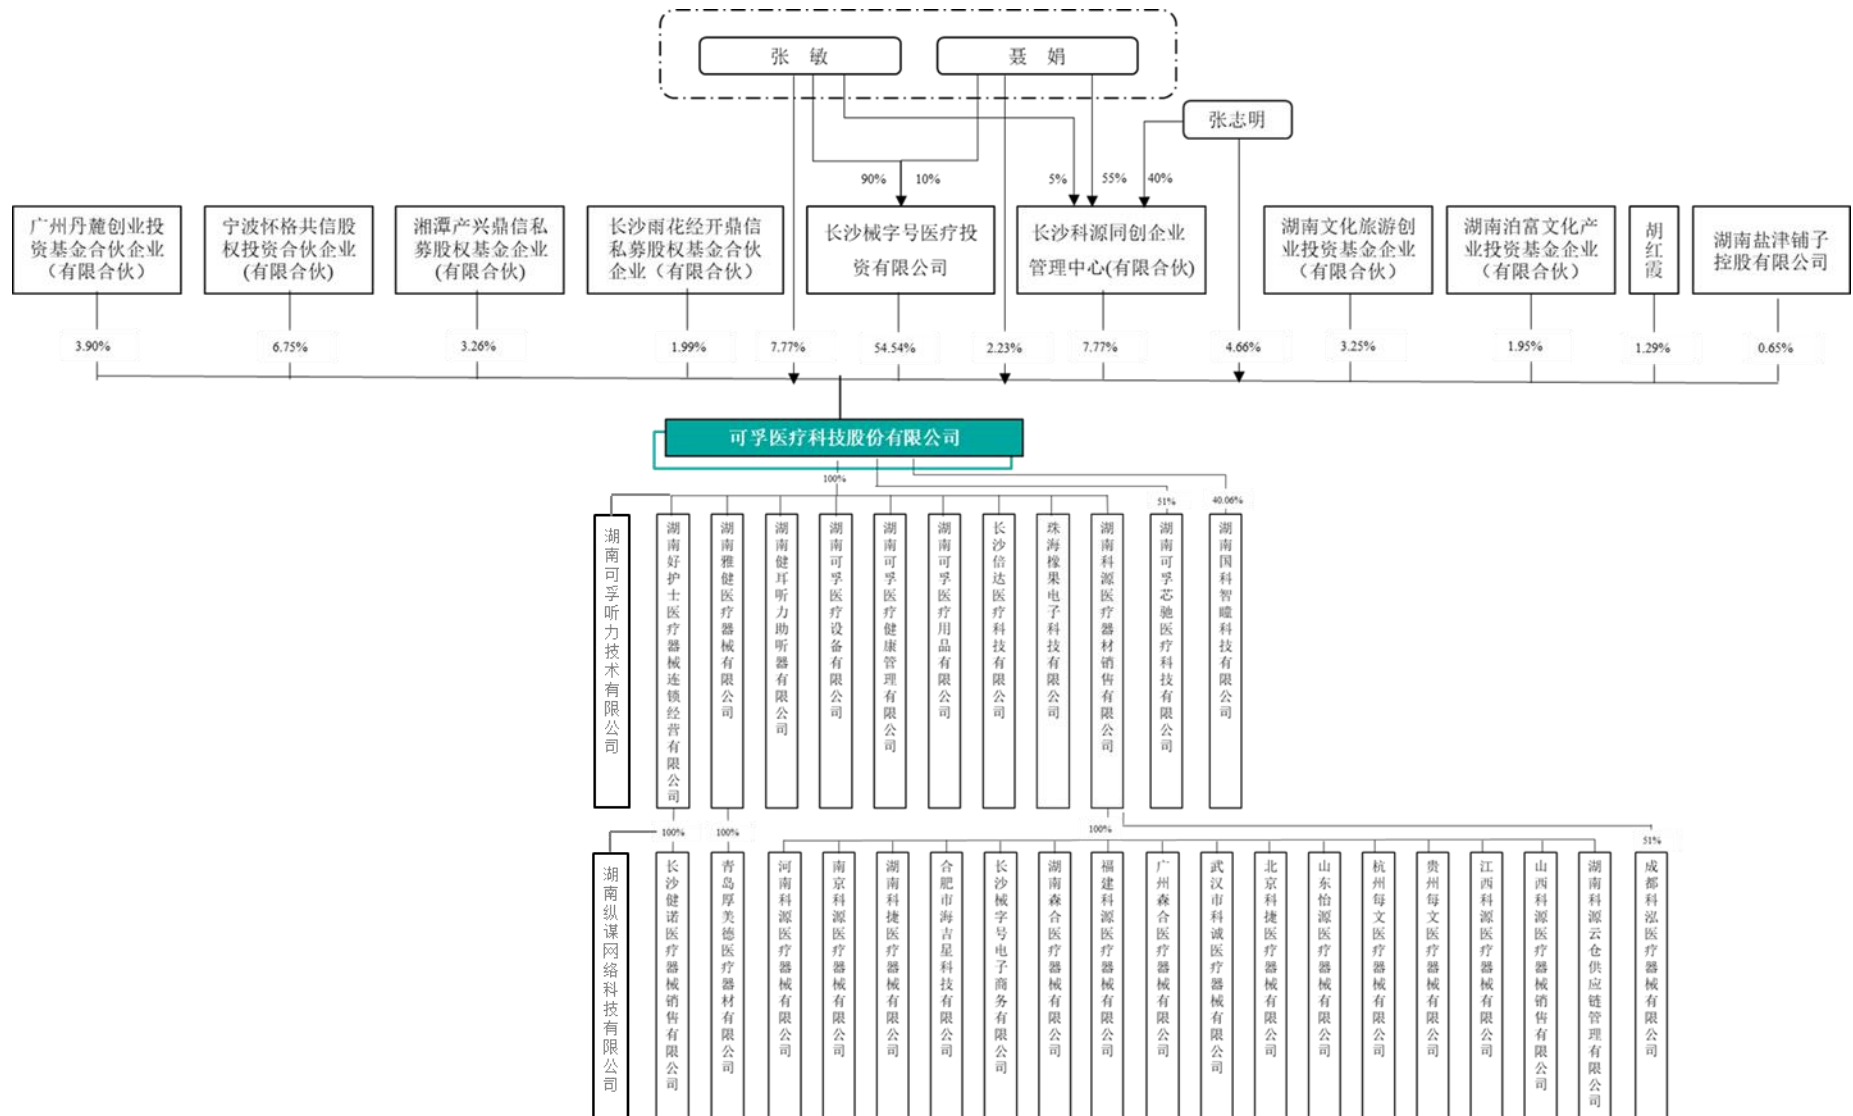 张 敏
聂 娟
张志明
90%
10%
5%
55%
40%
广州丹麓创业投
资基金合伙企业
（有限合伙）
宁波怀格共信股
权投资合伙企业
(有限合伙)
湘潭产兴鼎信私
募股权基金企业
(有限合伙)
长沙雨花经开鼎信
私募股权基金合伙
企业（有限合伙）
长沙械字号医疗投
资有限公司
长沙科源同创企业
管理中心(有限合伙)
湖南文化旅游创
业投资基金企业
（有限合伙）
湖南泊富文化产
业投资基金企业
（有限合伙）
胡红霞
湖南盐津铺子
控股有限公司
3.90%
6.75%
3.26%
1.99%
7.77%
54.54%
2.23%
7.77%
4.66%
3.25%
1.95%
1.29%
0.65%
可孚医疗科技股份有限公司
100%
51%
40.06%
湖南可孚听力技术有限公司
湖南好护士医疗器械连锁经营有限公司
湖南雅健医疗器械有限公司
湖南健耳听力助听器有限公司
湖南可孚医疗设备有限公司
湖南可孚医疗健康管理有限公司
湖南可孚医疗用品有限公司
长沙倍达医疗科技有限公司
珠海橡果电子科技有限公司
湖南科源医疗器材销售有限公司
湖南可孚芯驰医疗科技有限公司
湖南国科智瞳科技有限公司
100%
100%
100%
51%
湖南纵谋网络科技有限公司
长沙健诺医疗器械销售有限公司
青岛厚美德医疗器材有限公司
河南科源医疗器械有限公司
南京科源医疗器械有限公司
湖南科捷医疗器械有限公司
合肥市海吉星科技有限公司
长沙械字号电子商务有限公司
湖南森合医疗器械有限公司
福建科源医疗器械有限公司
广州森合医疗器械有限公司
武汉市科诚医疗器械有限公司
北京科捷医疗器械有限公司
山东怡源医疗器械有限公司
杭州每文医疗器械有限公司
贵州每文医疗器械有限公司
江西科源医疗器械有限公司
山西科源医疗器械销售有限公司
湖南科源云仓供应链管理有限公司
成都科泓医疗器械有限公司